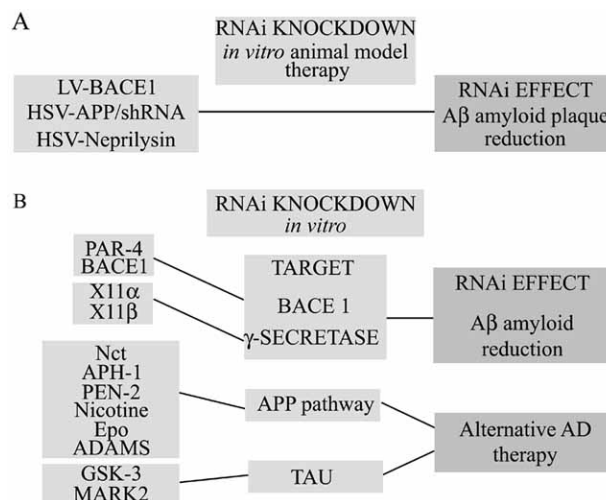 A
RNAi KNOCKDOWN
in vitro animal model
therapy
LV-BACE1
HSV-APP/shRNA
HSV-Neprilysin
RNAi EFFECT
Aβ amyloid plaque
reduction
B
RNAi KNOCKDOWN
in vitro
PAR-4
BACE1
X11α
X11β
TARGET
BACE 1
γ-SECRETASE
RNAi EFFECT
Aβ amyloid
reduction
Nct
APH-1
PEN-2
Nicotine
Epo
ADAMS
APP pathway
GSK-3
MARK2
TAU
Alternative AD
therapy